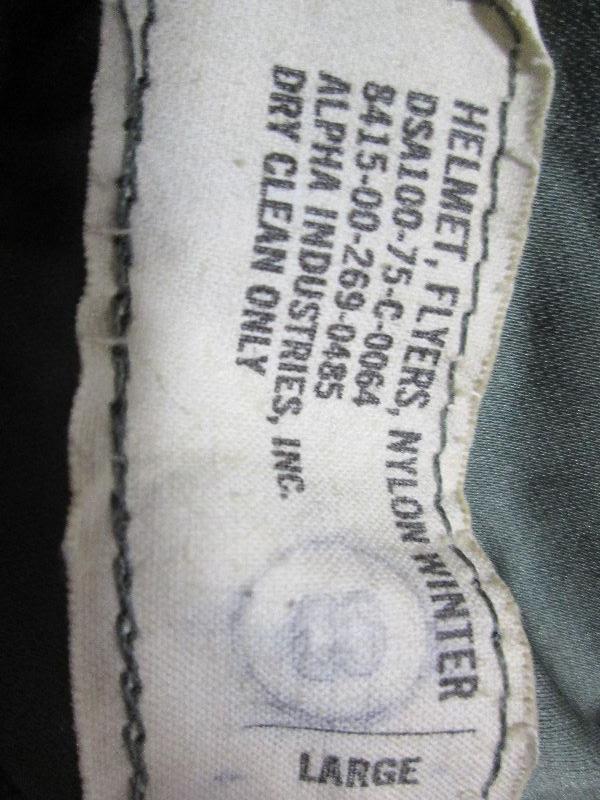 HELMET, FLYERS, NYLON WINTER
DSA100-75-C-0064
8415-00-269-0485
ALPHA INDUSTRIES, INC.
DRY CLEAN ONLY
LARGE